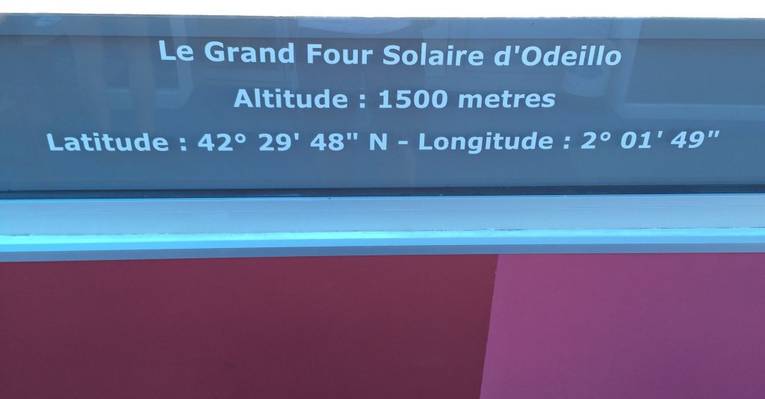 Le Grand Four Solaire d'Odeillo
Altitude : 1500 metres
Latitude : 42° 29' 48" N - Longitude : 2° 01' 49"